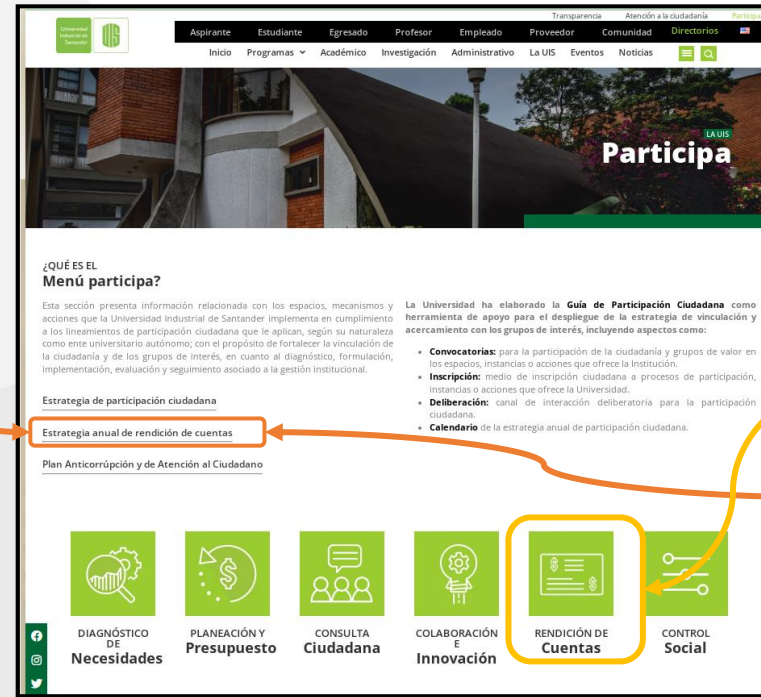 Transparencia Atención a la ciudadanía Participa
Universidad
Industrial de
Santander
Aspirante Estudiante Egresado Profesor Empleado Proveedor Comunidad Directorios
Inicio Programas Académico Investigación Administrativo La UIS Eventos Noticias
LA UIS
Participa
¿QUÉ ES EL
Menú participa?
Esta sección presenta información relacionada con los espacios, mecanismos y
acciones que la Universidad Industrial de Santander implementa en cumplimiento
a los lineamientos de participación ciudadana que le aplican, según su naturaleza
como ente universitario autónomo; con el propósito de fortalecer la vinculación de
la ciudadanía y de los grupos de interés, en cuanto al diagnóstico, formulación,
implementación, evaluación y seguimiento asociado a la gestión institucional.
Estrategia de participación ciudadana
Estrategia anual de rendición de cuentas
Plan Anticorrúpción y de Atención al Ciudadano
La Universidad ha elaborado la Guía de Participación Ciudadana como
herramienta de apoyo para el despliegue de la estrategia de vinculación y
acercamiento con los grupos de interés, incluyendo aspectos como:
Convocatorias: para la participación de la ciudadanía y grupos de valor en
los espacios, instancias o acciones que ofrece la Institución.
Inscripción: medio de inscripción ciudadana a procesos de participación,
instancias o acciones que ofrece la Universidad.
Deliberación: canal de interacción deliberatoria para la participación
ciudadana.
Calendario de la estrategia anual de participación ciudadana.
DIAGNÓSTICO
DE
Necesidades
PLANEACIÓN Y
Presupuesto
CONSULTA
Ciudadana
COLABORACIÓN
E
Innovación
RENDICIÓN DE
Cuentas
CONTROL
Social